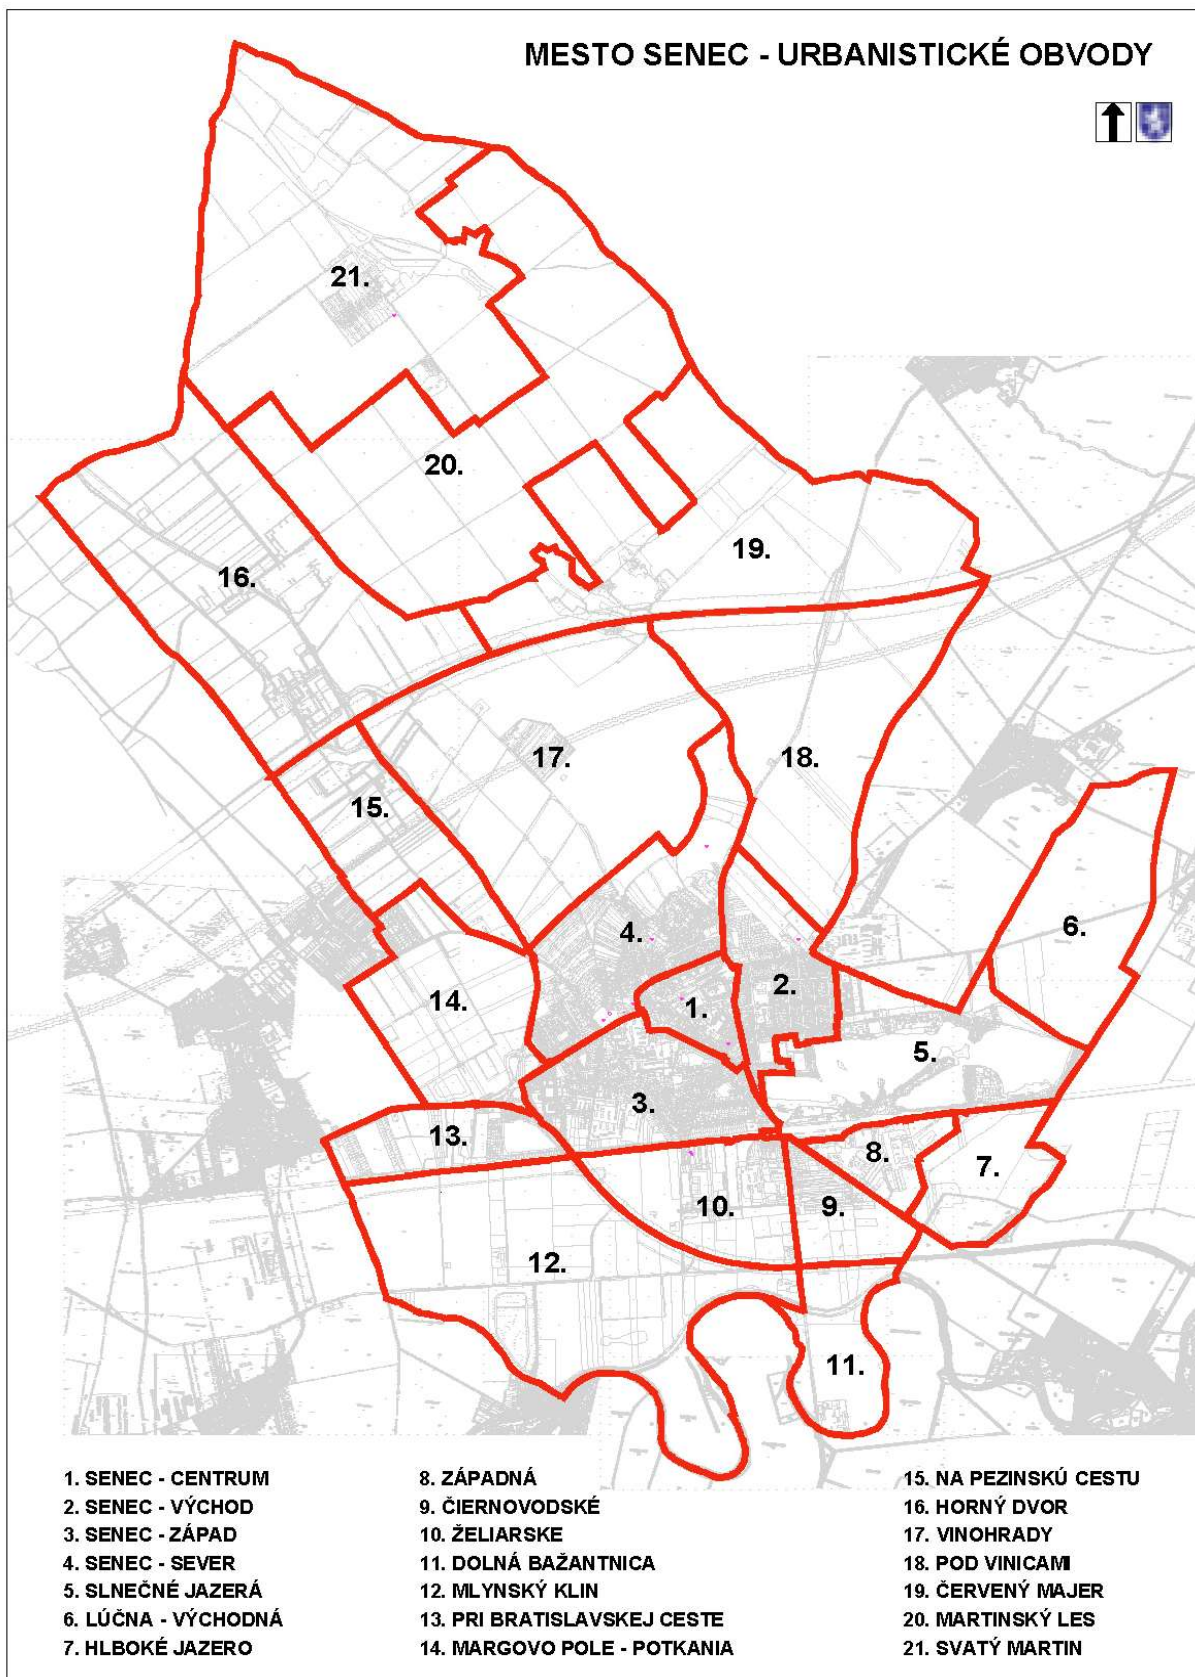 MESTO SENEC - URBANISTICKÉ OBVODY
21.
20.
19.
16.
17.
18.
15.
6.
4.
2.
14.
1.
5.
3.
13.
8.
7.
10.
9.
12.
11.
1. SENEC - CENTRUM
2. SENEC - VÝCHOD
3. SENEC - ZÁPAD
4. SENEC - SEVER
5. SLNEČNÉ JAZERÁ
6. LÚČNA - VÝCHODNÁ
7. HLBOKÉ JAZERO
8. ZÁPADNÁ
9. ČIERNOVODSKÉ
10. ŽELIARSKE
11. DOLNÁ BAŽANTNICA
12. MLYNSKÝ KLIN
13. PRI BRATISLAVSKEJ CESTE
14. MARGOVO POLE - POTKANIA
15. NA PEZINSKÚ CESTU
16. HORNÝ DVOR
17. VINOHRADY
18. POD VINICAMI
19. ČERVENÝ MAJER
20. MARTINSKÝ LES
21. SVATÝ MARTIN